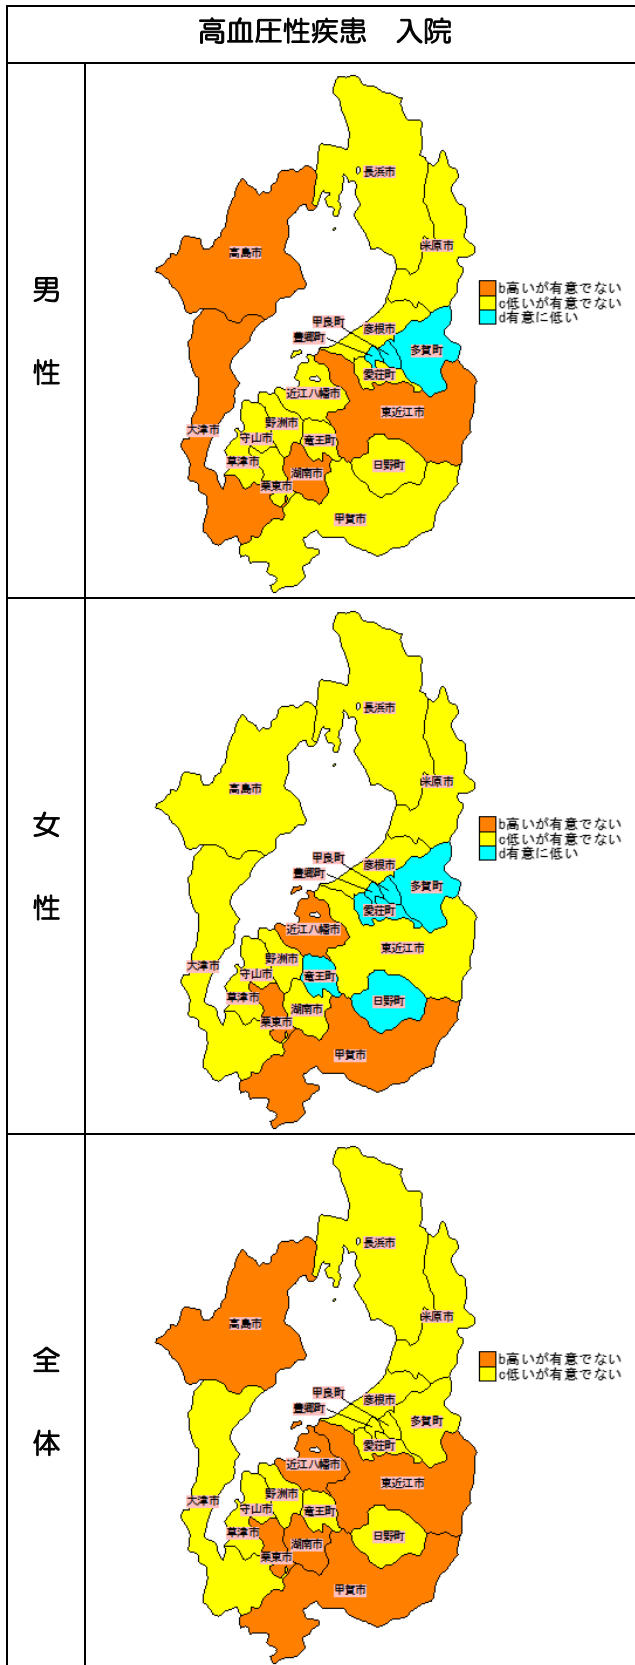 高血圧性疾患　入院
男性
長浜市
高島市
米原市
b高いが有意でない
c低いが有意でない
d有意に低い
甲良町
彦根市
豊郷町
多賀町
愛荘町
近江八幡市
東近江市
野洲市
大津市
守山市
竜王町
草津市
湖南市
日野町
栗東市
甲賀市
女性
長浜市
高島市
米原市
b高いが有意でない
c低いが有意でない
d有意に低い
甲良町
彦根市
豊郷町
多賀町
愛荘町
近江八幡市
東近江市
野洲市
大津市
守山市
竜王町
草津市
湖南市
日野町
栗東市
甲賀市
全体
長浜市
高島市
米原市
b高いが有意でない
c低いが有意でない
甲良町
彦根市
豊郷町
多賀町
愛荘町
近江八幡市
東近江市
野洲市
大津市
守山市
竜王町
草津市
湖南市
日野町
栗東市
甲賀市